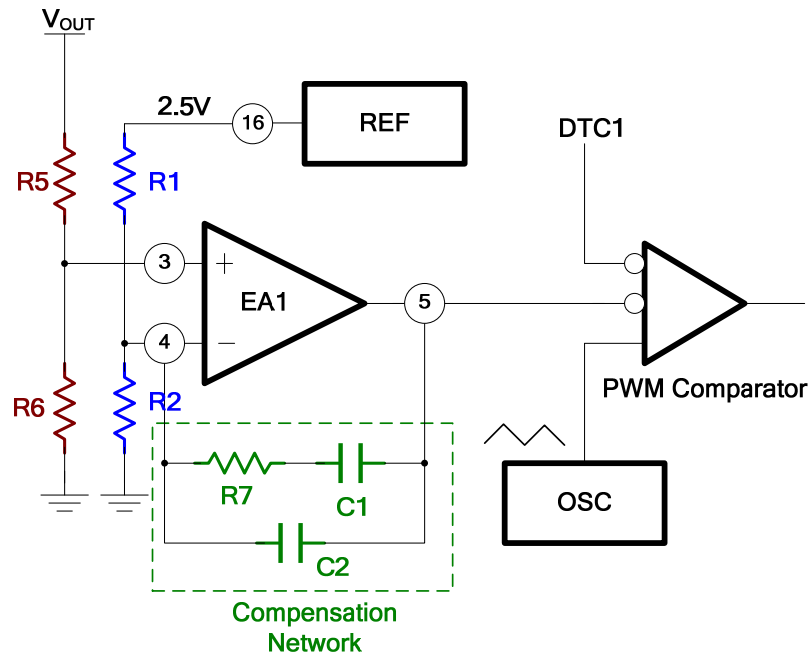 VOUT
2.5V
16
REF
DTC1
R5
R1
3
+
EA1
5
4
−
R6
R2
PWM Comparator
R7
C1
OSC
C2
Compensation
Network